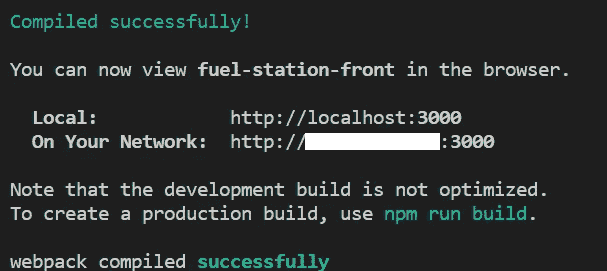 Compiled successfully!
You can now view fuel-station-front in the browser.
Local: http://localhost:3000
On Your Network: http:// :3000
Note that the development build is not optimized.
To create a production build, use npm run build.
webpack compiled successfully